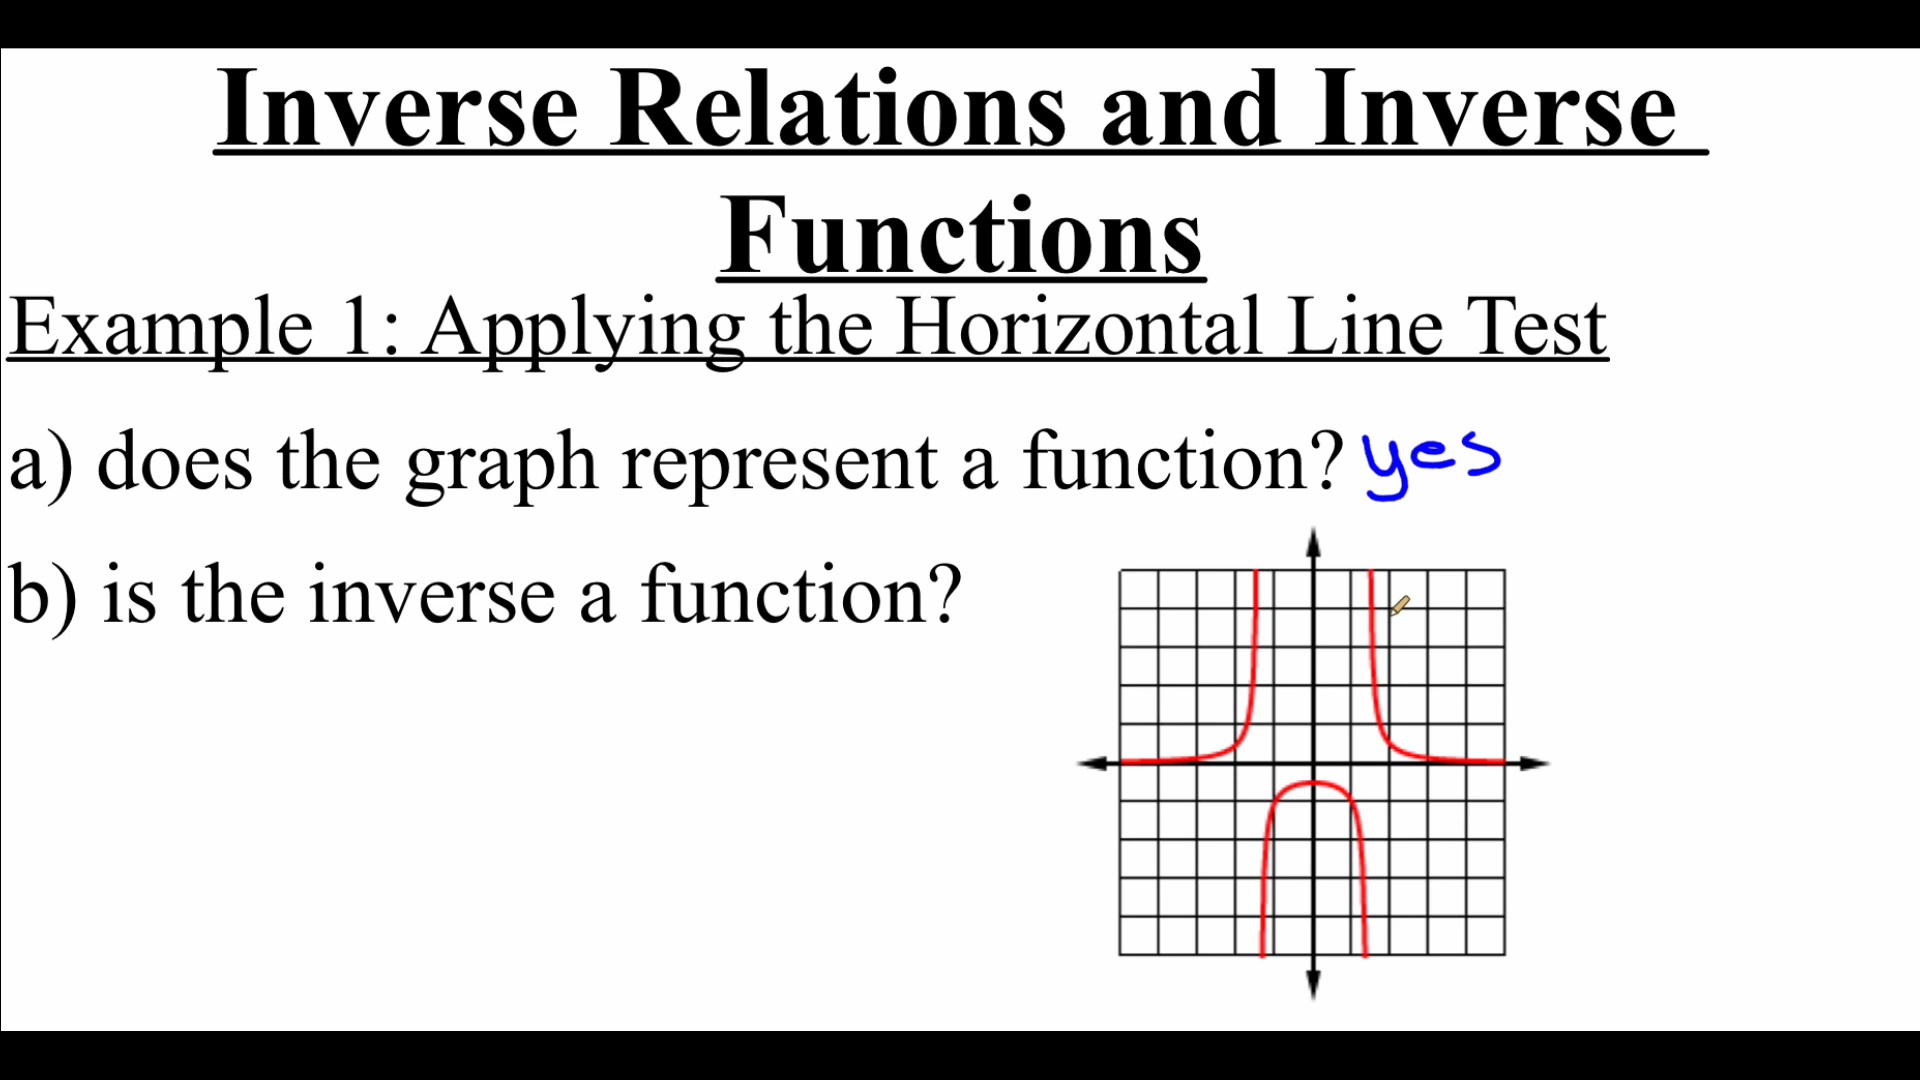 Inverse Relations and Inverse
Functions
Example 1: Applying the Horizontal Line Test
a) does the graph represent a function? yes
b) is the inverse a function?